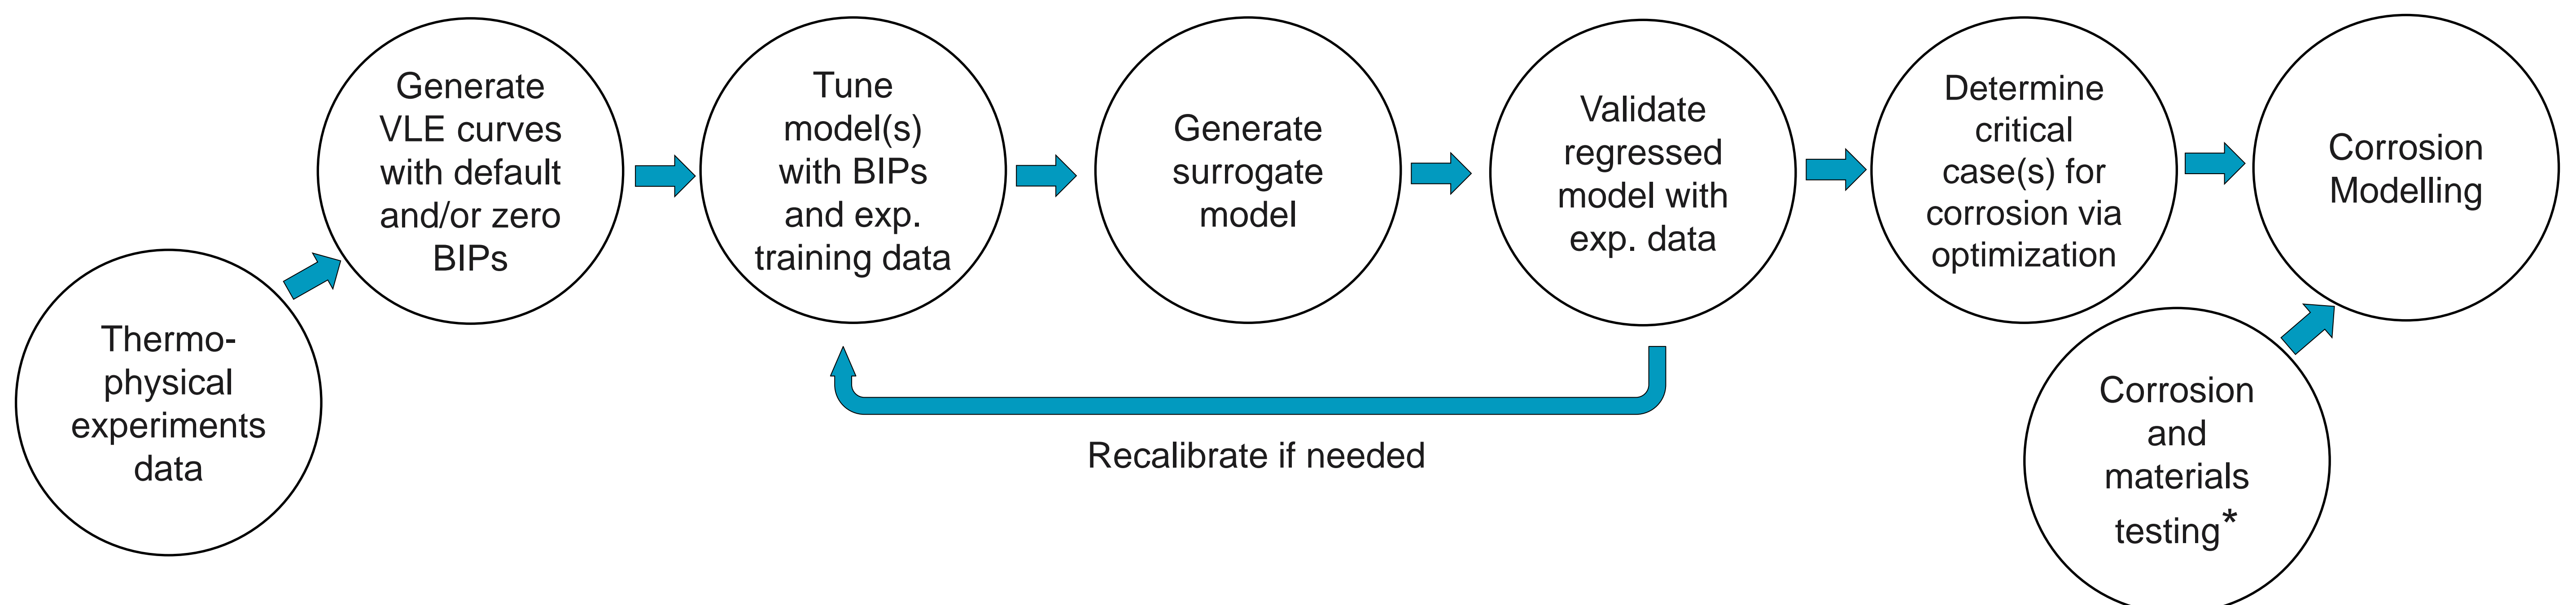 Thermo-
physical
experiments
data
Generate
VLE curves
with default
and/or zero
BIPs
Tune
model(s)
with BIPs
and exp.
training data
Generate
surrogate
model
Validate
regressed
model with
exp. data
Recalibrate if needed
Determine
critical
case(s) for
corrosion via
optimization
Corrosion
and
materials
testing*
Corrosion
Modelling